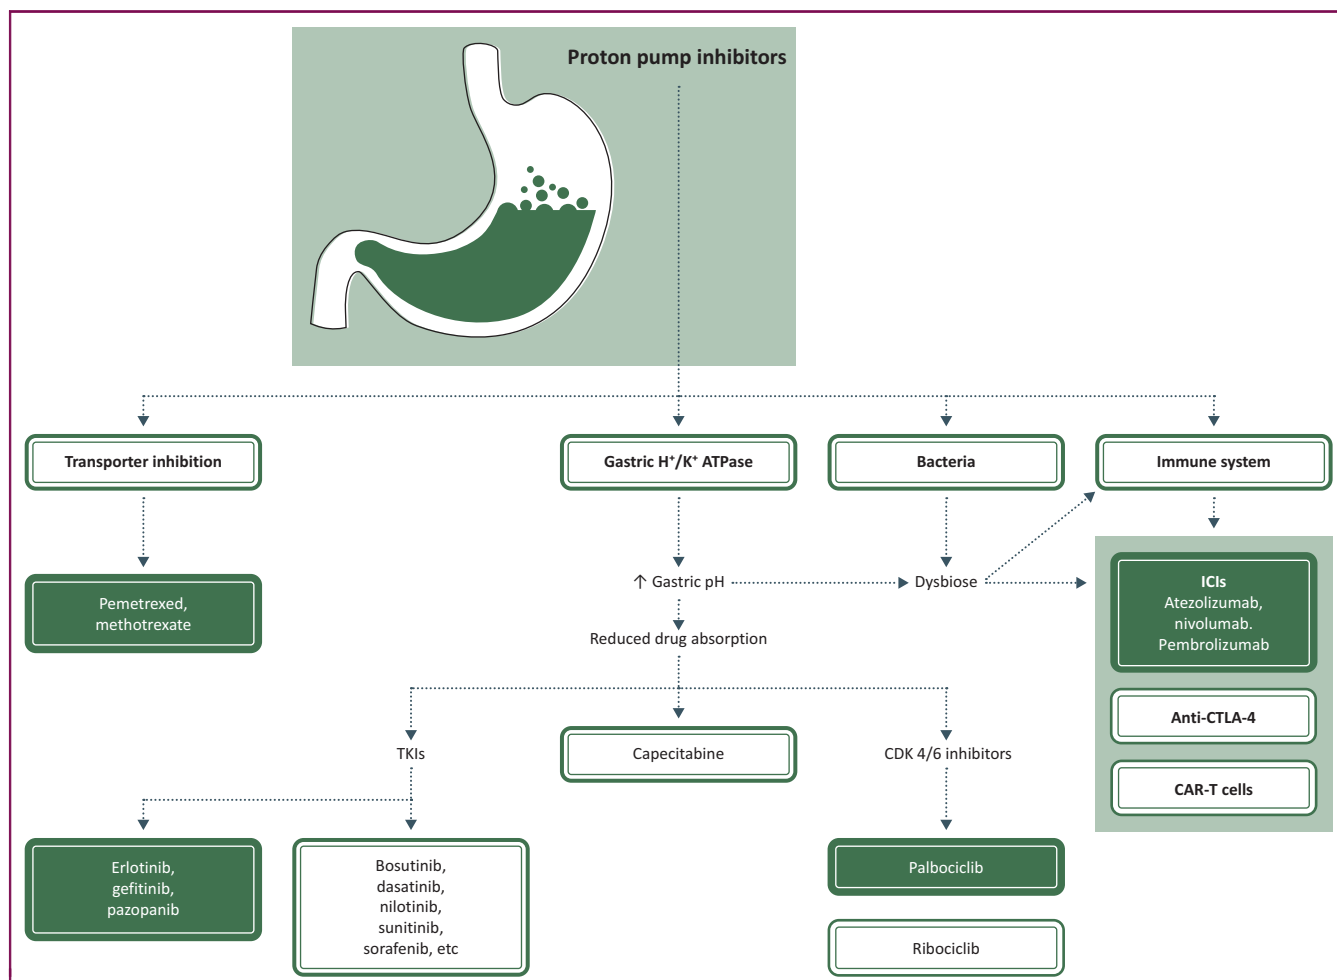 Proton pump inhibitors
Transporter inhibition
Gastric H⁺/K⁺ ATPase
Bacteria
Immune system
Pemetrexed,
methotrexate
↑ Gastric pH
Dysbiose
Reduced drug absorption
ICIs
Atezolizumab,
nivolumab.
Pembrolizumab
Anti-CTLA-4
CAR-T cells
TKIs
Capecitabine
CDK 4/6 inhibitors
Erlotinib,
gefitinib,
pazopanib
Bosutinib,
dasatinib,
nilotinib,
sunitinib,
sorafenib, etc
Palbociclib
Ribociclib